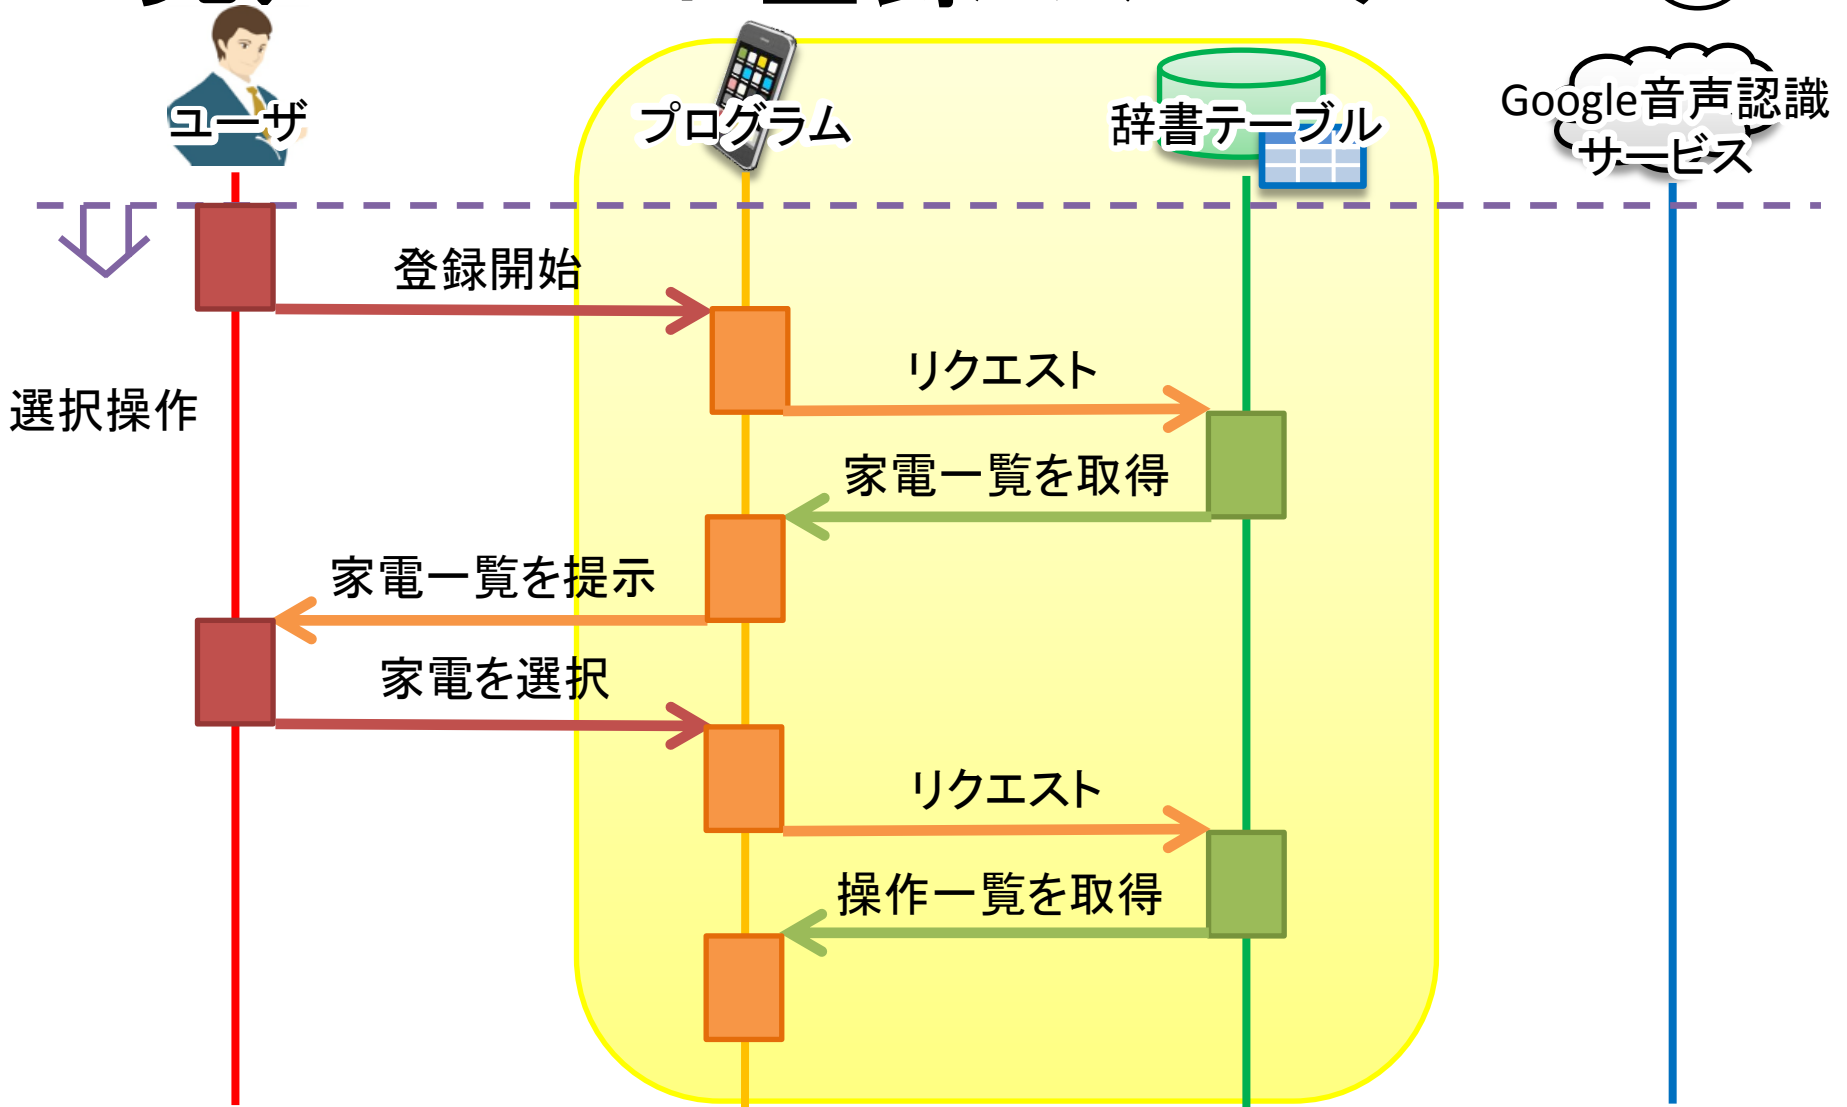 ユーザ
プログラム
辞書テーブル
Google音声認識
サービス
登録開始
リクエスト
選択操作
家電一覧を取得
家電一覧を提示
家電を選択
リクエスト
操作一覧を取得